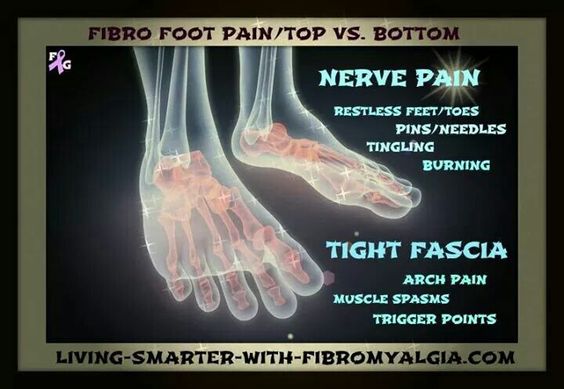 FIBRO FOOT PAIN/TOP VS. BOTTOM
F G
NERVE PAIN
RESTLESS FEET/TOES
PINS/NEEDLES
TINGLING
BURNING
TIGHT FASCIA
ARCH PAIN
MUSCLE SPASMS
TRIGGER POINTS
LIVING-SMARTER-WITH-FIBROMYALGIA.COM